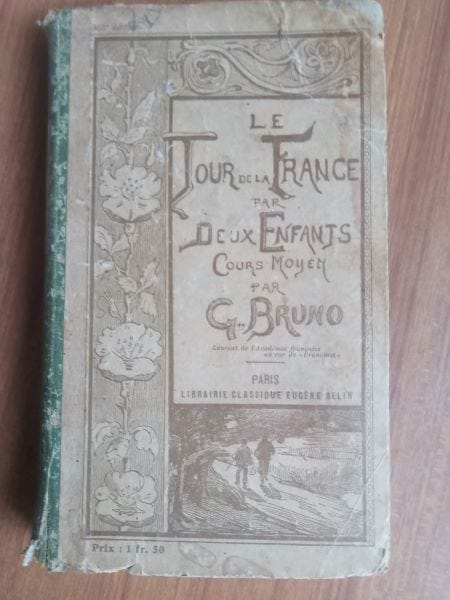 LE
TOUR DE LA FRANCE
PAR
DEUX ENFANTS
COURS MOYEN
PAR
G. BRUNO
Lauréat de l'Académie française
PARIS
LIBRAIRIE CLASSIQUE EUGÈNE BELIN
Prix : 1 fr. 50